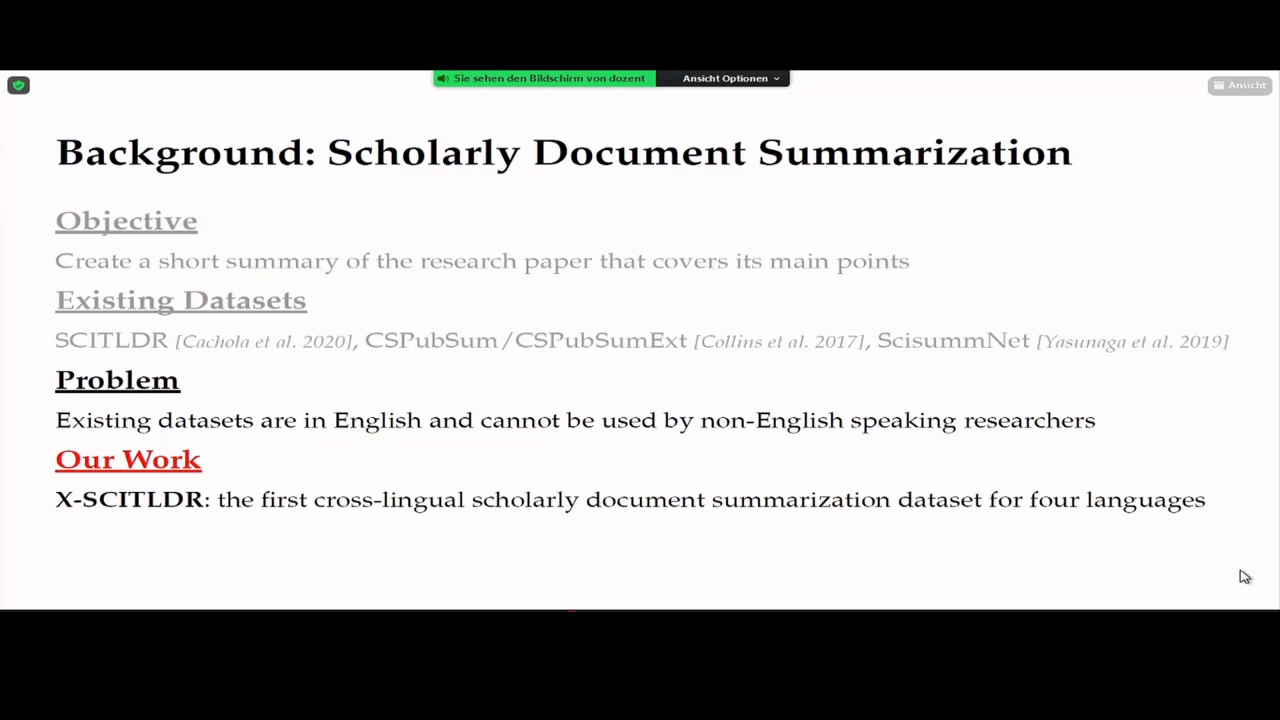 Sie sehen den Bildschirm von dozent
Ansicht Optionen
Ansicht
Background: Scholarly Document Summarization
Objective
Create a short summary of the research paper that covers its main points
Existing Datasets
SCITLDR [Cachola et al. 2020], CSPubSum/CSPubSumExt [Collins et al. 2017], ScisummNet [Yasunaga et al. 2019]
Problem
Existing datasets are in English and cannot be used by non-English speaking researchers
Our Work
X-SCITLDR: the first cross-lingual scholarly document summarization dataset for four languages